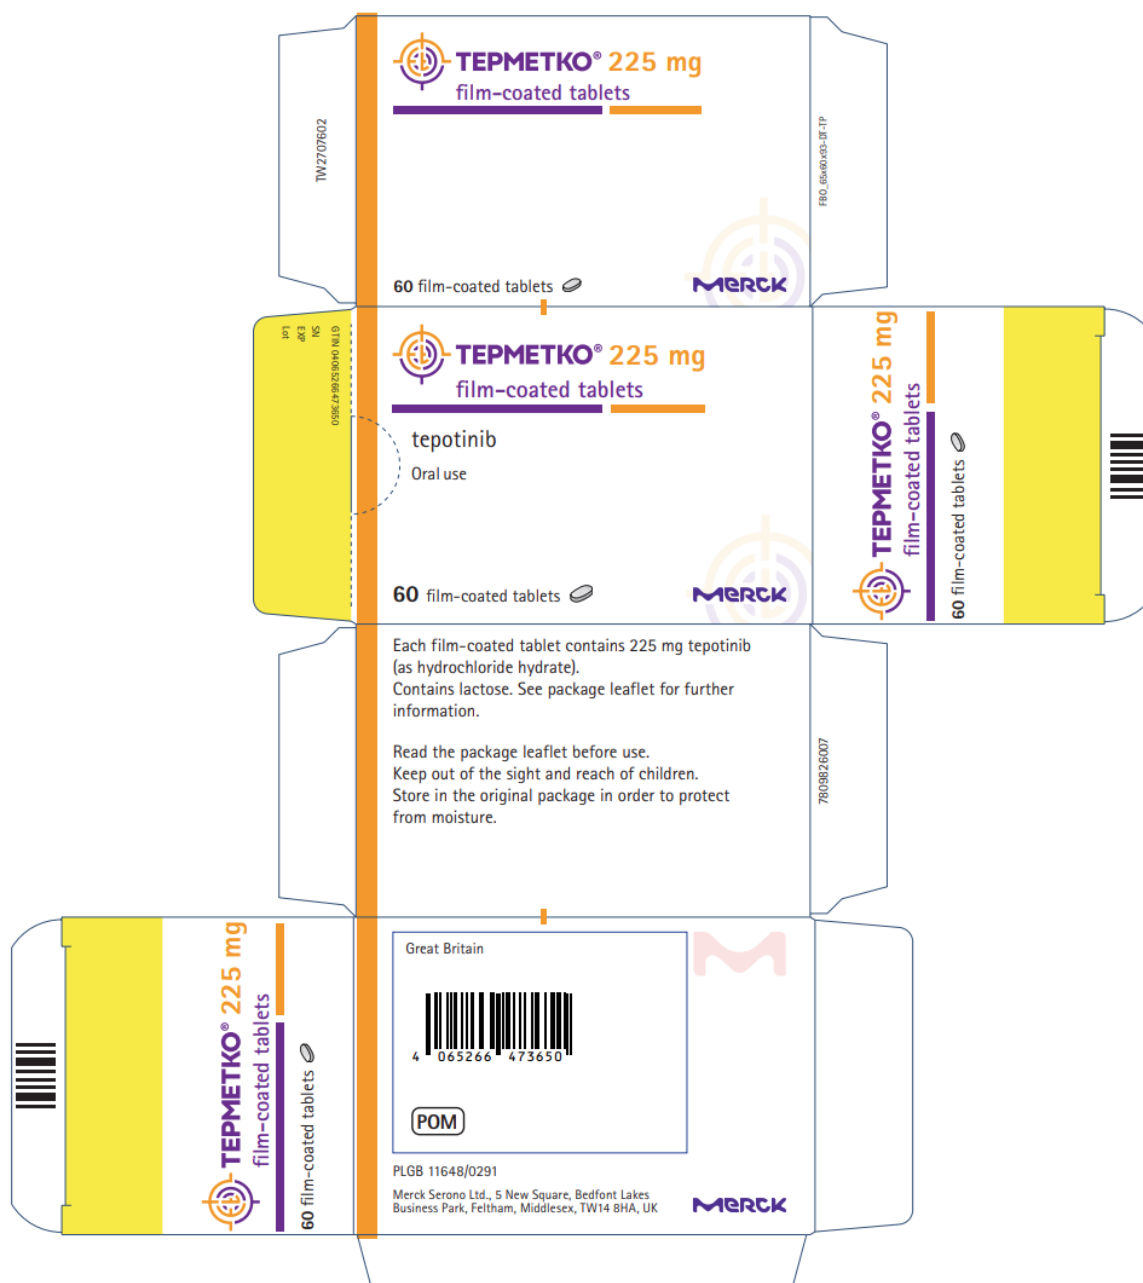 TEPMETKO® 225 mg
film-coated tablets
TW2707602
FBO_65x60x93-DT-TP
60 film-coated tablets
MERCK
GTIN 04065266473650
SN
EXP
Lot
TEPMETKO® 225 mg
film-coated tablets
tepotinib
Oral use
60 film-coated tablets
MERCK
TEPMETKO® 225 mg
film-coated tablets
60 film-coated tablets
Each film-coated tablet contains 225 mg tepotinib
(as hydrochloride hydrate).
Contains lactose. See package leaflet for further
information.
Read the package leaflet before use.
Keep out of the sight and reach of children.
Store in the original package in order to protect
from moisture.
7809826007
TEPMETKO® 225 mg
film-coated tablets
60 film-coated tablets
Great Britain
4 065266 473650
POM
PLGB 11648/0291
Merck Serono Ltd., 5 New Square, Bedfont Lakes
Business Park, Feltham, Middlesex, TW14 8HA, UK
MERCK